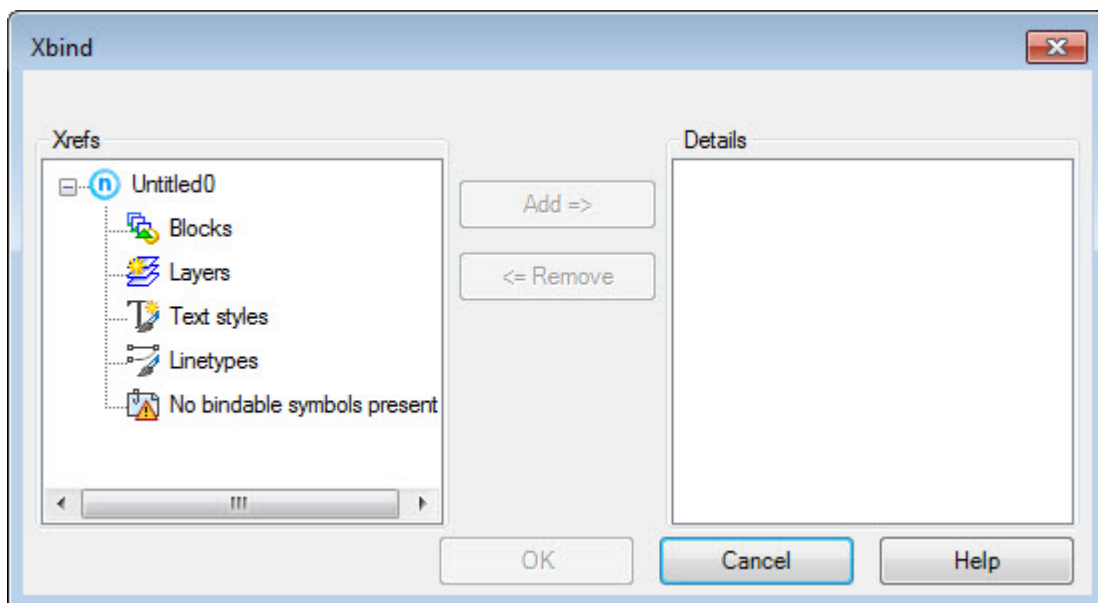 Xbind
Xrefs
Untitled0
Blocks
Layers
Text styles
Linetypes
No bindable symbols present
Add =>
<= Remove
Details
OK
Cancel
Help